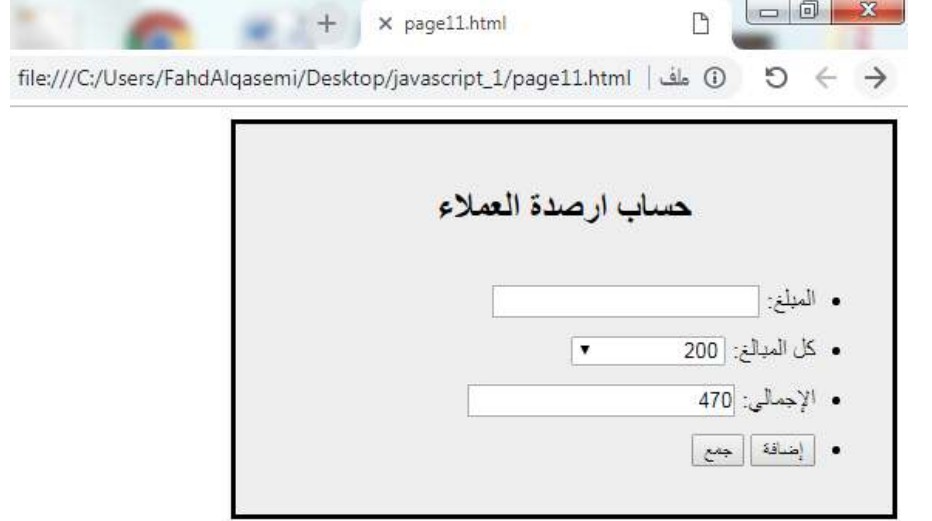 page11.html
file:///C:/Users/FahdAlqasemi/Desktop/javascript_1/page11.html | ملف
حساب ارصدة العملاء
المبلغ:
كل المبالغ: 200
الإجمالي: 470
إضافة جمع